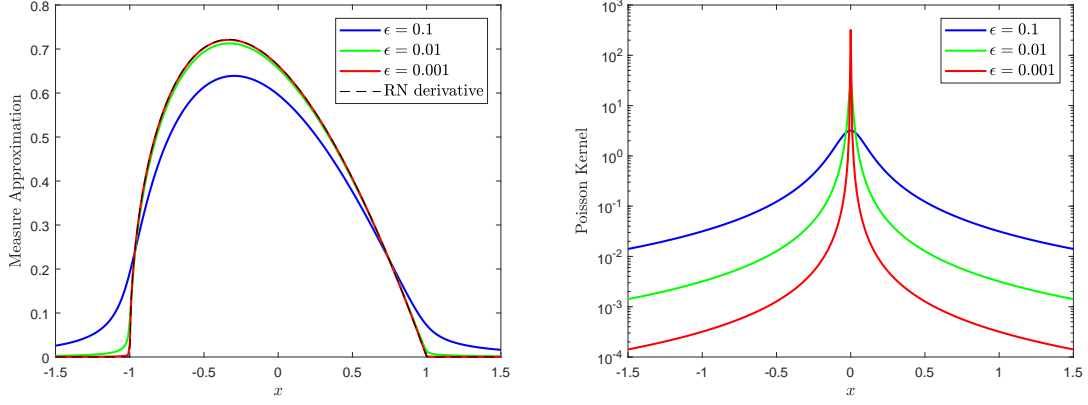 0.8
0.7
0.6
0.5
0.4
0.3
0.2
0.1
0
Measure Approximation
-1.5 -1 -0.5 0 0.5 1 1.5
x
ϵ = 0.1
ϵ = 0.01
ϵ = 0.001
RN derivative
10^3
10^2
10^1
10^0
10^-1
10^-2
10^-3
10^-4
Poisson Kernel
-1.5 -1 -0.5 0 0.5 1 1.5
x
ϵ = 0.1
ϵ = 0.01
ϵ = 0.001